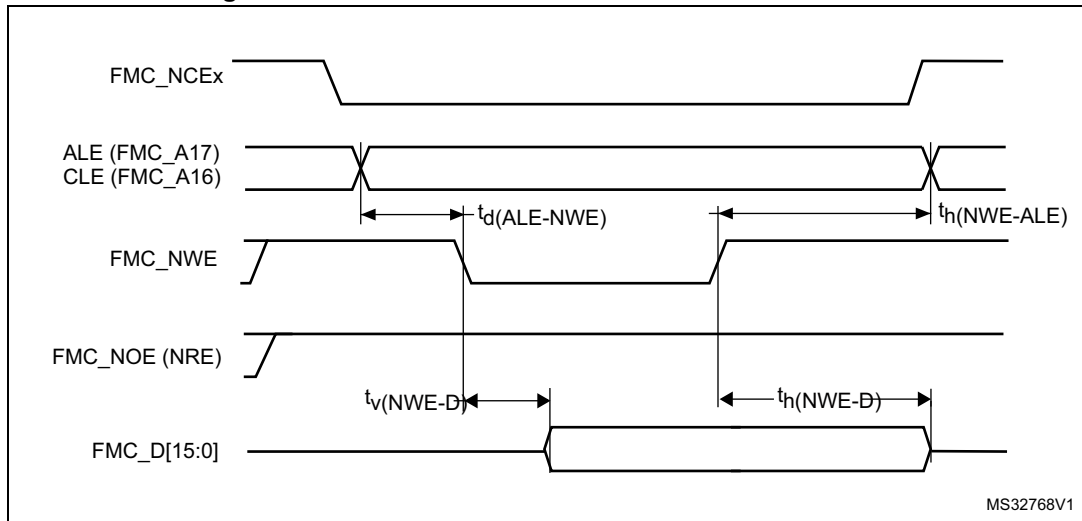 FMC_NCEx
ALE (FMC_A17)
CLE (FMC_A16)
td(ALE-NWE)
th(NWE-ALE)
FMC_NWE
FMC_NOE (NRE)
tv(NWE-D)
th(NWE-D)
FMC_D[15:0]
MS32768V1